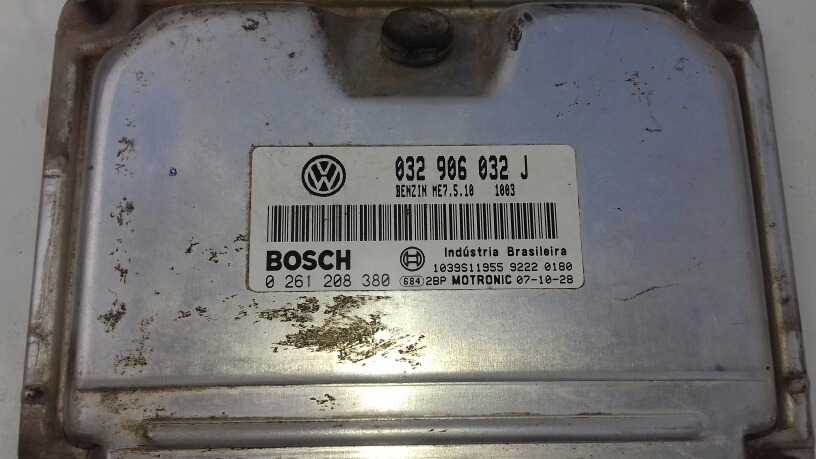 032 906 032 J
BENZIN ME7.5.10 1003
BOSCH
Indústria Brasileira
1039S11955 9222 0180
0 261 208 380
684 2BP MOTRONIC 07-10-28